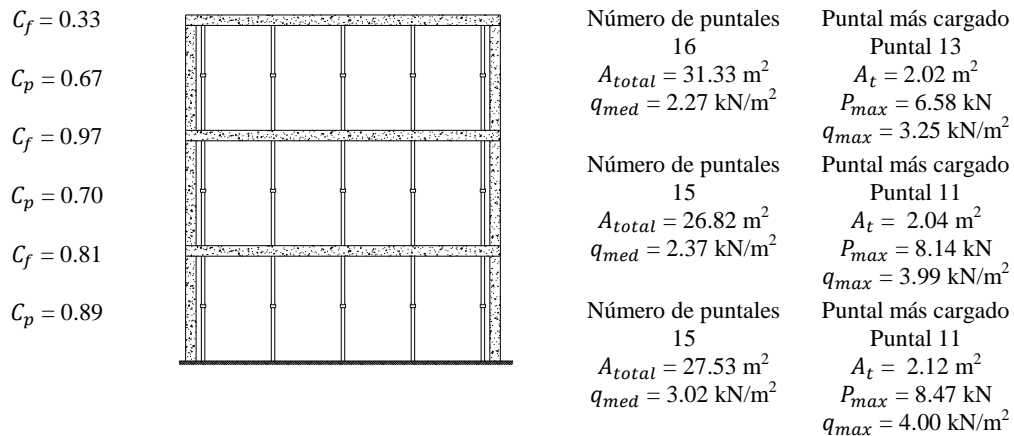 C_f = 0.33
C_p = 0.67
C_f = 0.97
C_p = 0.70
C_f = 0.81
C_p = 0.89
Número de puntales
16
A_total = 31.33 m²
q_med = 2.27 kN/m²
Puntal más cargado
Puntal 13
A_t = 2.02 m²
P_max = 6.58 kN
q_max = 3.25 kN/m²
Número de puntales
15
A_total = 26.82 m²
q_med = 2.37 kN/m²
Puntal más cargado
Puntal 11
A_t = 2.04 m²
P_max = 8.14 kN
q_max = 3.99 kN/m²
Número de puntales
15
A_total = 27.53 m²
q_med = 3.02 kN/m²
Puntal más cargado
Puntal 11
A_t = 2.12 m²
P_max = 8.47 kN
q_max = 4.00 kN/m²